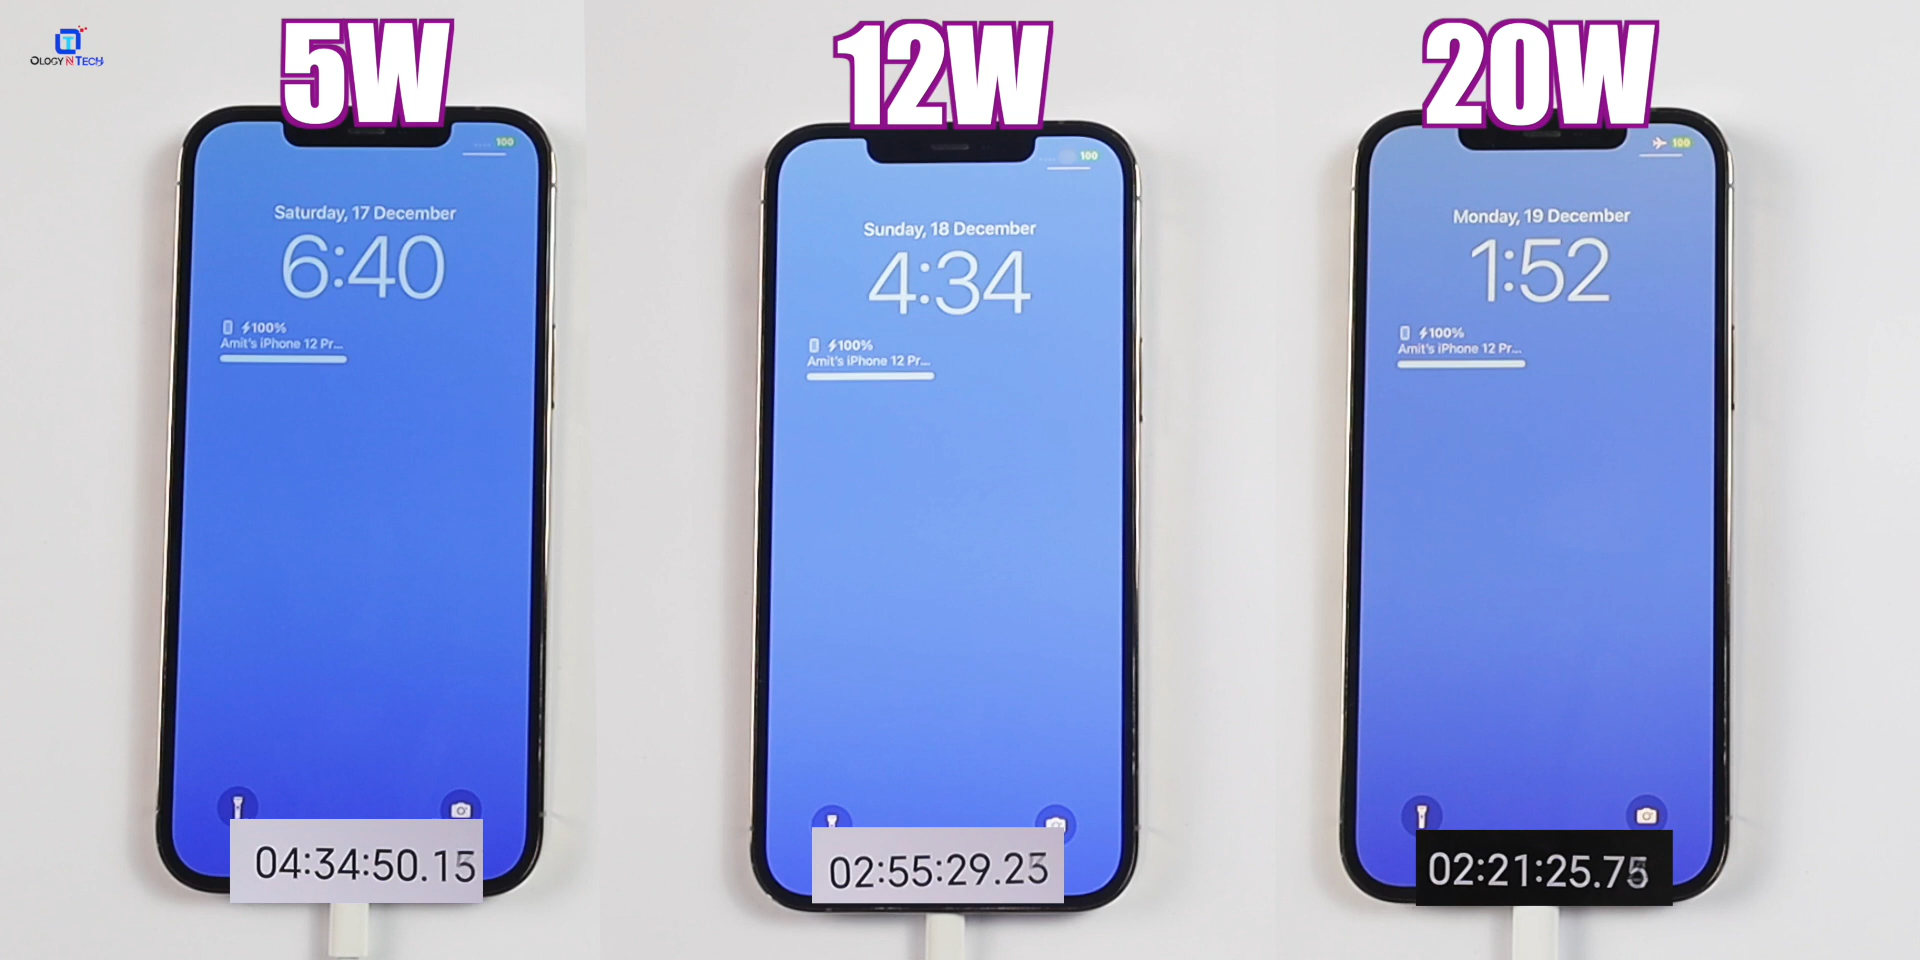 OLOGY N TECH
5W
100
Saturday, 17 December
6:40
100%
Amit's iPhone 12 Pr...
04:34:50.15
12W
100
Sunday, 18 December
4:34
100%
Amit's iPhone 12 Pr...
02:55:29.23
20W
100
Monday, 19 December
1:52
100%
Amit's iPhone 12 Pr...
02:21:25.75